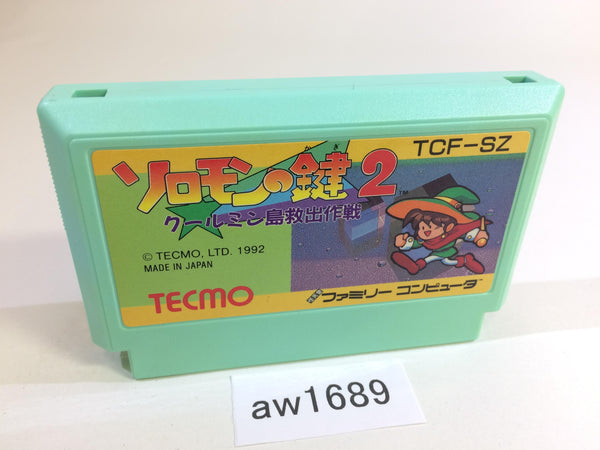 TCF-SZ
かぎ
ソロモンの鍵2
TM
クールミン島救出作戦
© TECMO, LTD. 1992
MADE IN JAPAN
TECMO
ファミリー コンピュータ
aw1689